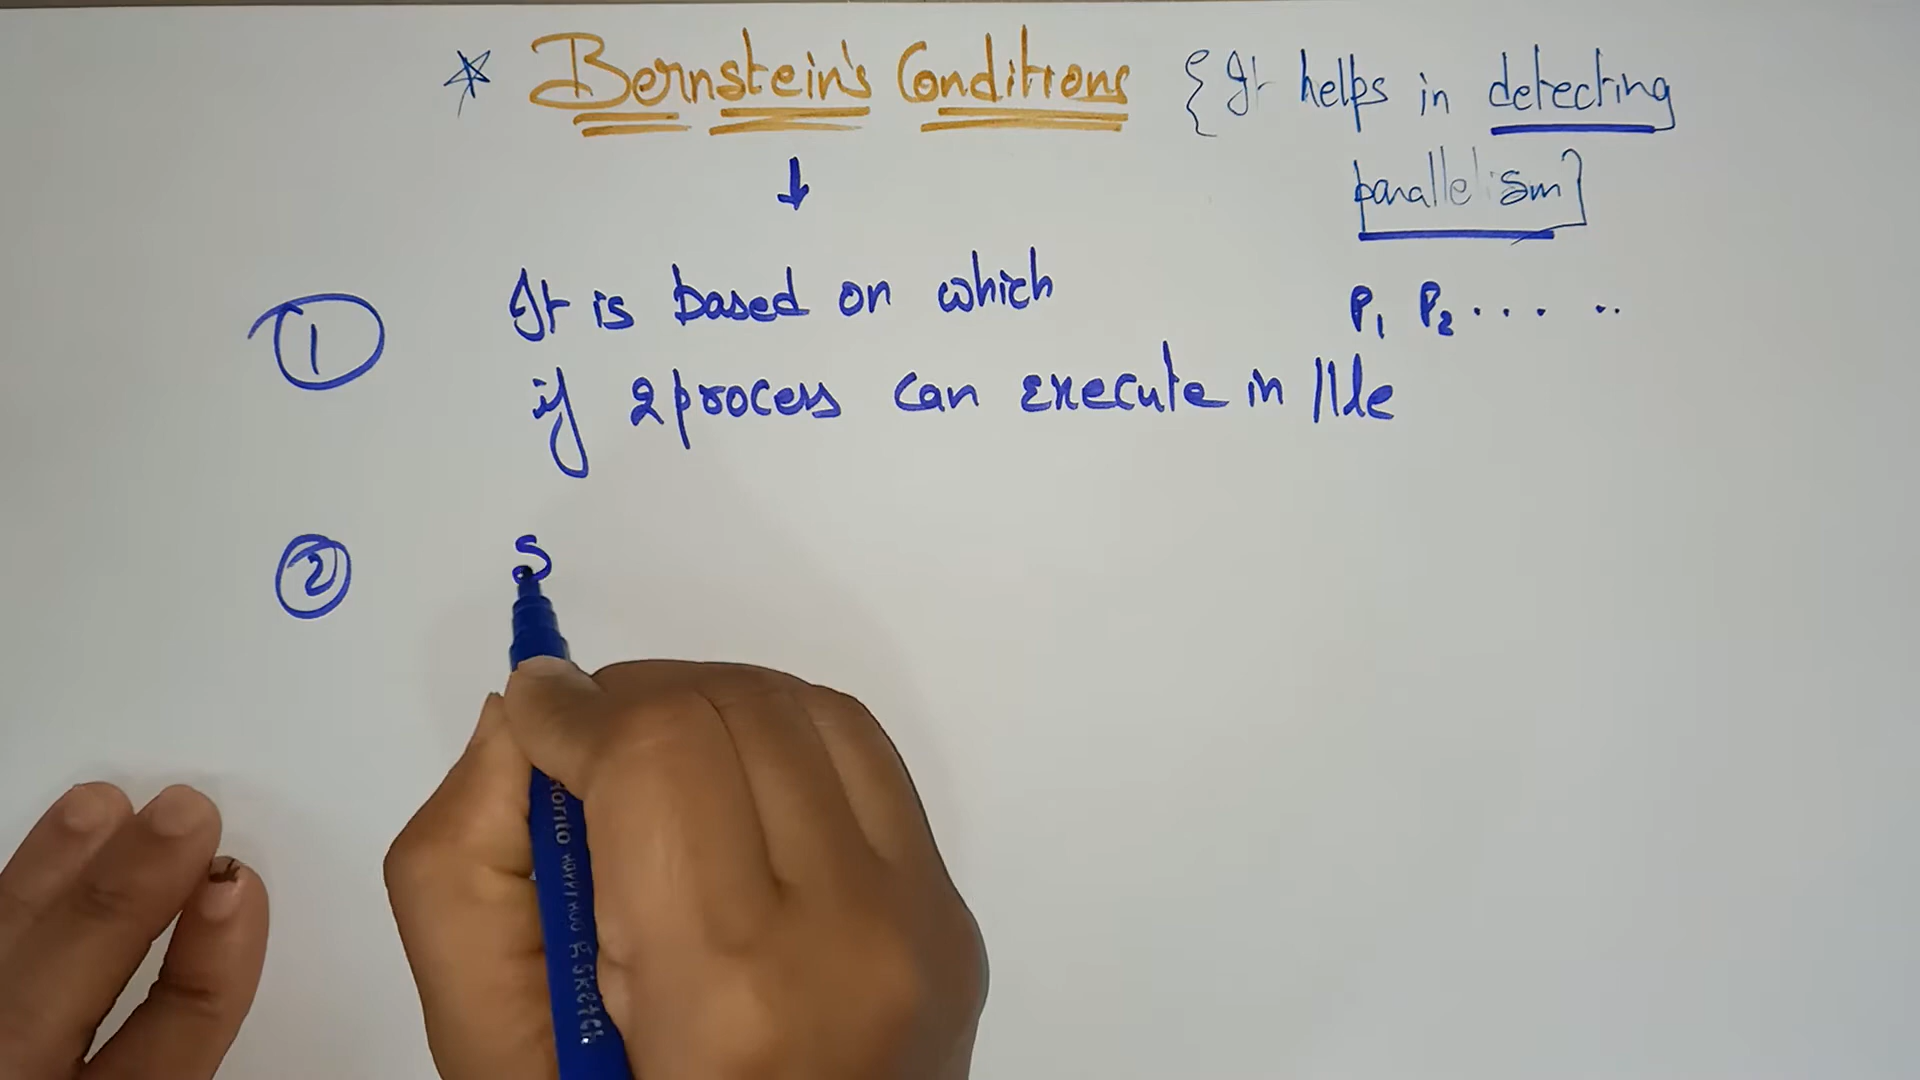 * Bernstein's Conditions {It helps in detecting
parallelism]
↓
① It is based on which
P₁ P₂ . . . . ..
if 2 process can execute in ||le
② S
SKETCH